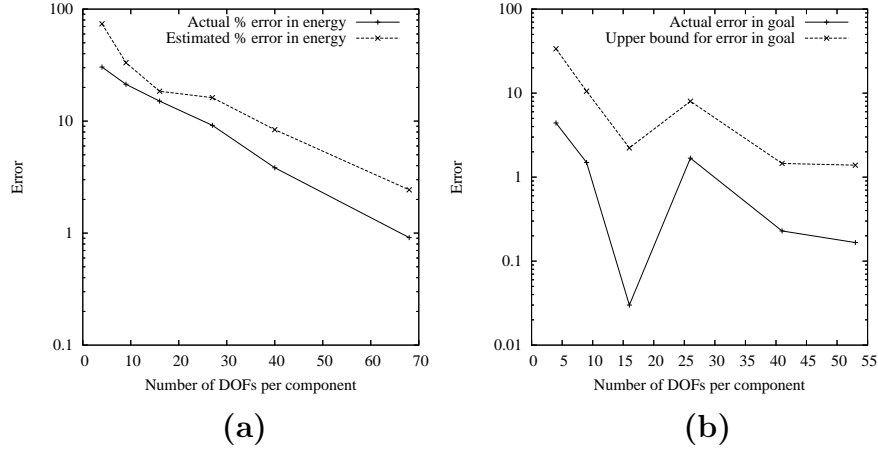 Actual % error in energy
Estimated % error in energy
100
10
1
0.1
Error
0 10 20 30 40 50 60 70
Number of DOFs per component
(a)
Actual error in goal
Upper bound for error in goal
100
10
1
0.1
0.01
Error
0 5 10 15 20 25 30 35 40 45 50 55
Number of DOFs per component
(b)